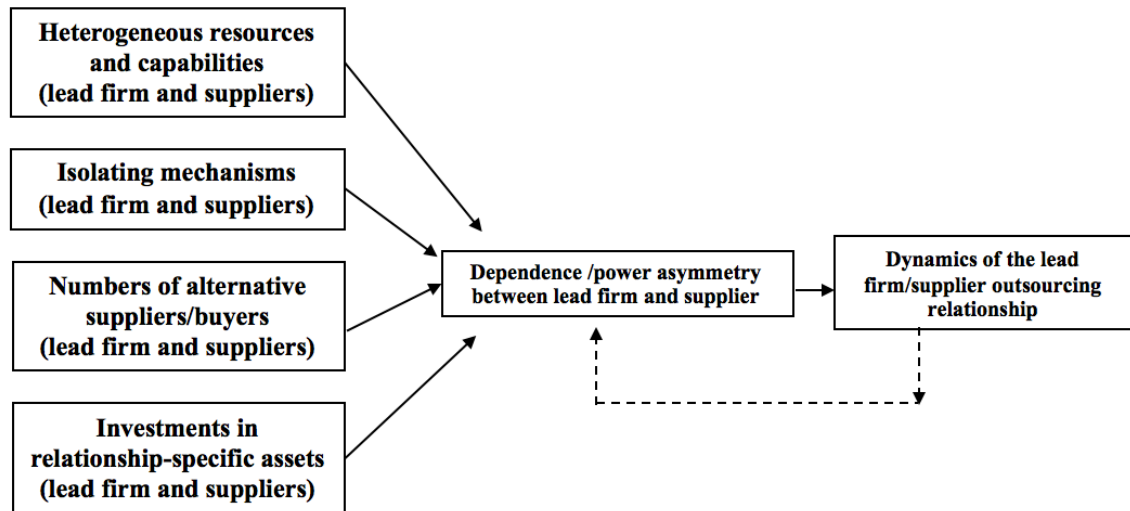 Heterogeneous resources
and capabilities
(lead firm and suppliers)
Isolating mechanisms
(lead firm and suppliers)
Numbers of alternative
suppliers/buyers
(lead firm and suppliers)
Investments in
relationship-specific assets
(lead firm and suppliers)
Dependence /power asymmetry
between lead firm and supplier
Dynamics of the lead
firm/supplier outsourcing
relationship